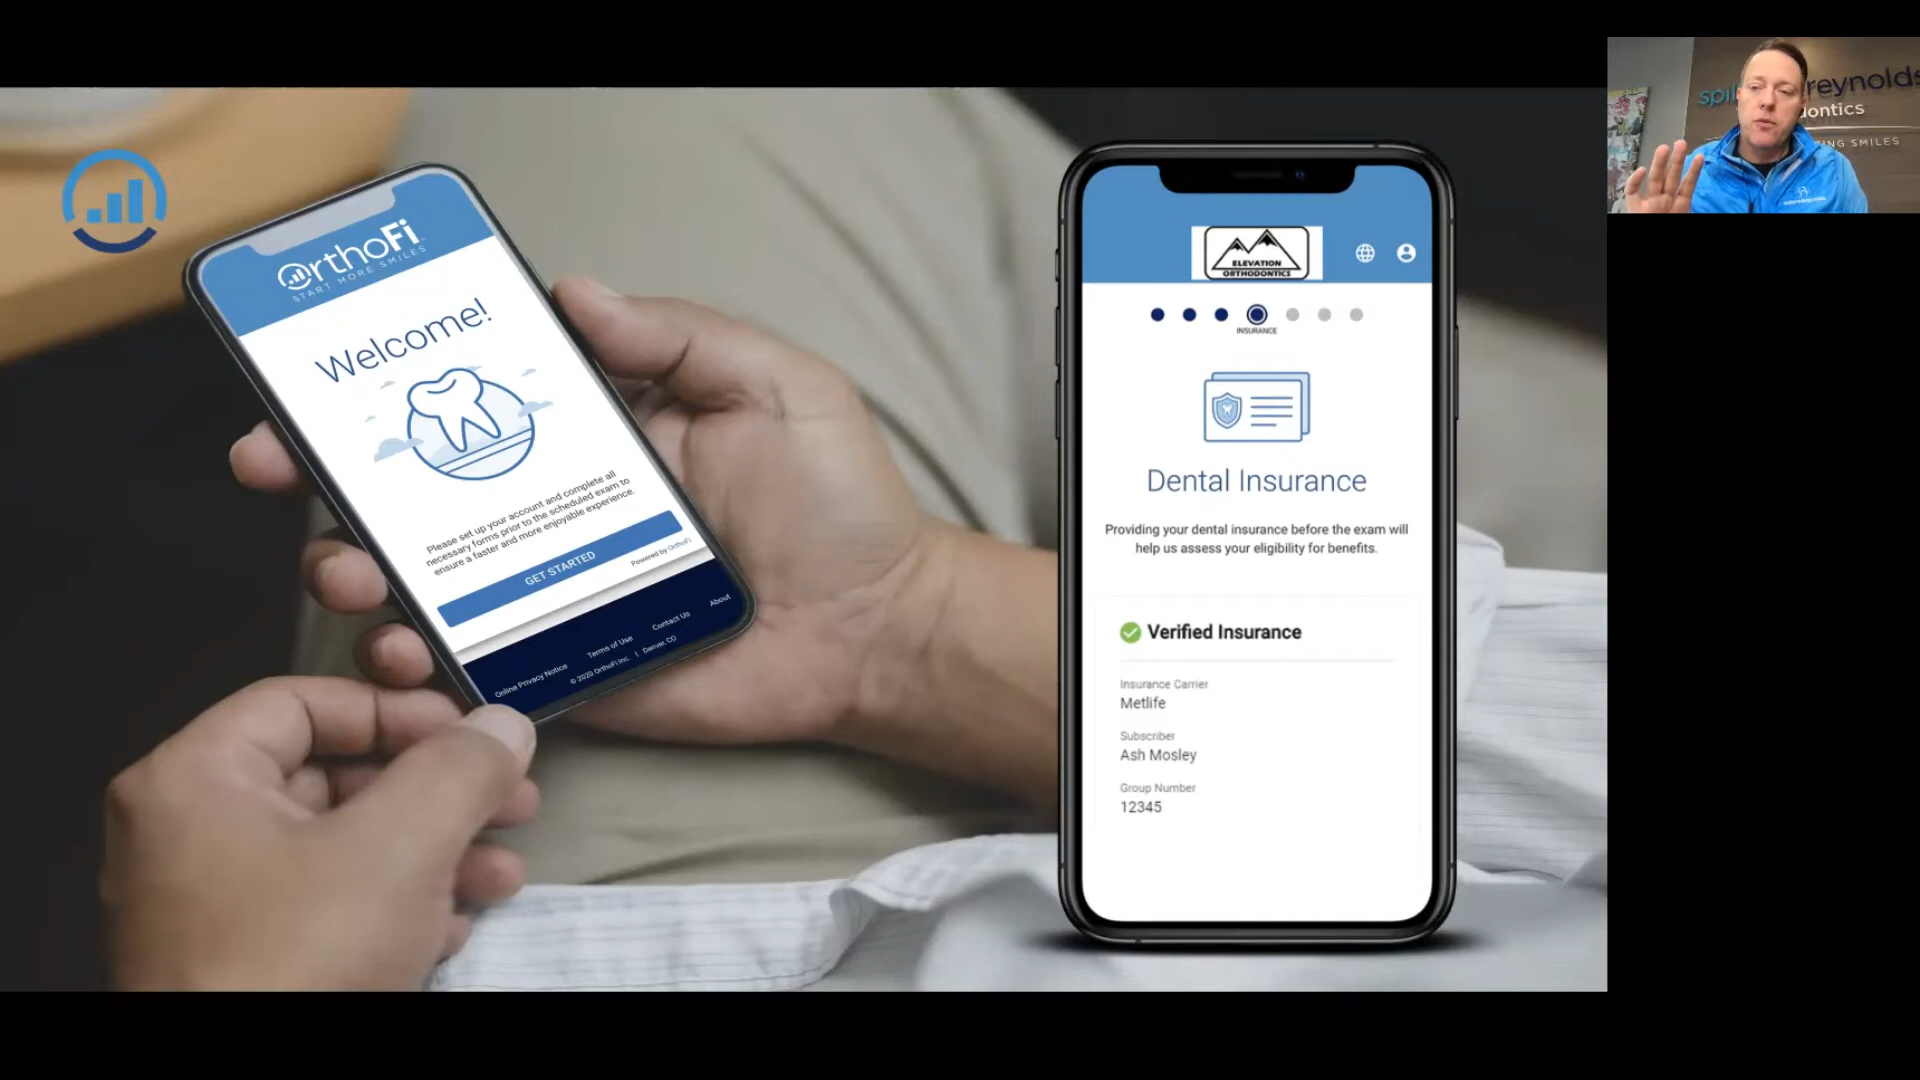 OrthoFi
START MORE SMILES
Welcome!
Please set up your account and complete all
necessary forms prior to the scheduled exam to
ensure a faster and more enjoyable experience.
GET STARTED
Powered by OrthoFi
Online Privacy Notice Terms of Use Contact Us About
© 2020 OrthoFi Inc. | Denver, CO
ELEVATION
ORTHODONTICS
INSURANCE
Dental Insurance
Providing your dental insurance before the exam will
help us assess your eligibility for benefits.
Verified Insurance
Insurance Carrier
Metlife
Subscriber
Ash Mosley
Group Number
12345
reynolds
SMILES